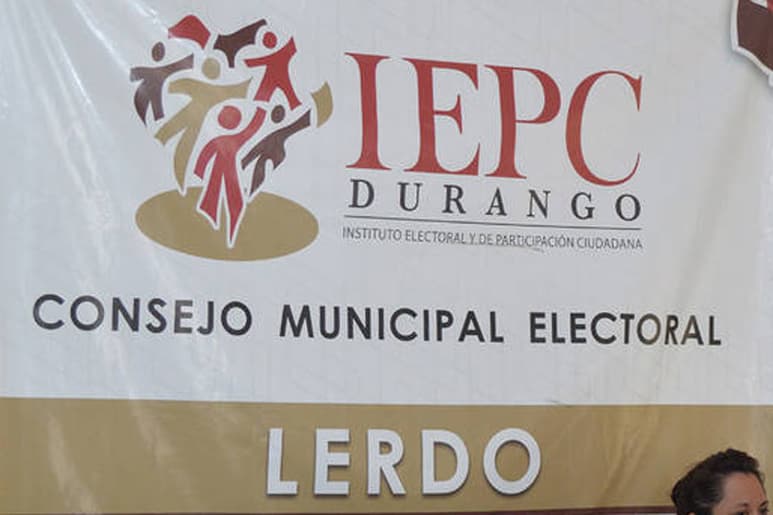 IEPC
DURANGO
INSTITUTO ELECTORAL Y DE PARTICIPACIÓN CIUDADANA
CONSEJO MUNICIPAL ELECTORAL
LERDO